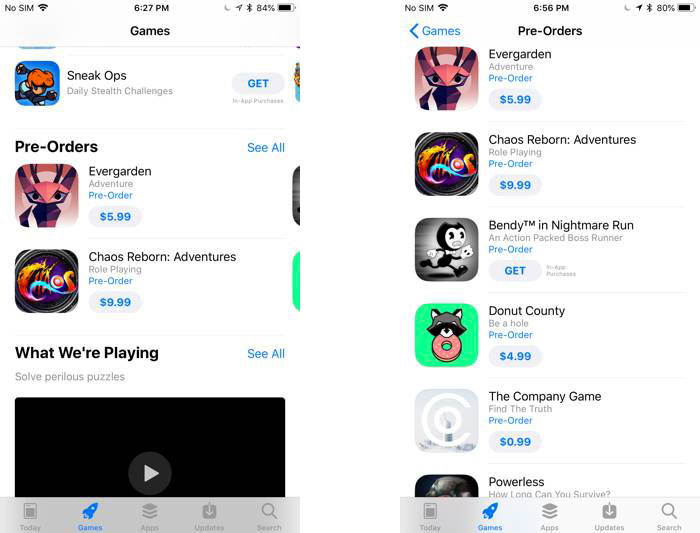 No SIM 6:27 PM 84%
Games
Sneak Ops
Daily Stealth Challenges
GET
In-App Purchases
Pre-Orders See All
Evergarden
Adventure
Pre-Order
$5.99
Chaos Reborn: Adventures
Role Playing
Pre-Order
$9.99
What We're Playing See All
Solve perilous puzzles
Today Games Apps Updates Search
No SIM 6:56 PM 80%
Games Pre-Orders
Evergarden
Adventure
Pre-Order
$5.99
Chaos Reborn: Adventures
Role Playing
Pre-Order
$9.99
Bendy™ in Nightmare Run
An Action Packed Boss Runner
Pre-Order
GET In-App
Purchases
Donut County
Be a hole
Pre-Order
$4.99
The Company Game
Find The Truth
Pre-Order
$0.99
Powerless
How Long Can You Survive?
Today Games Apps Updates Search